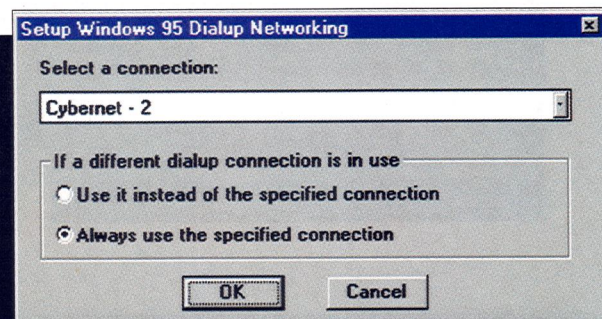 Setup Windows 95 Dialup Networking
Select a connection:
Cybernet - 2
If a different dialup connection is in use
Use it instead of the specified connection
Always use the specified connection
OK
Cancel